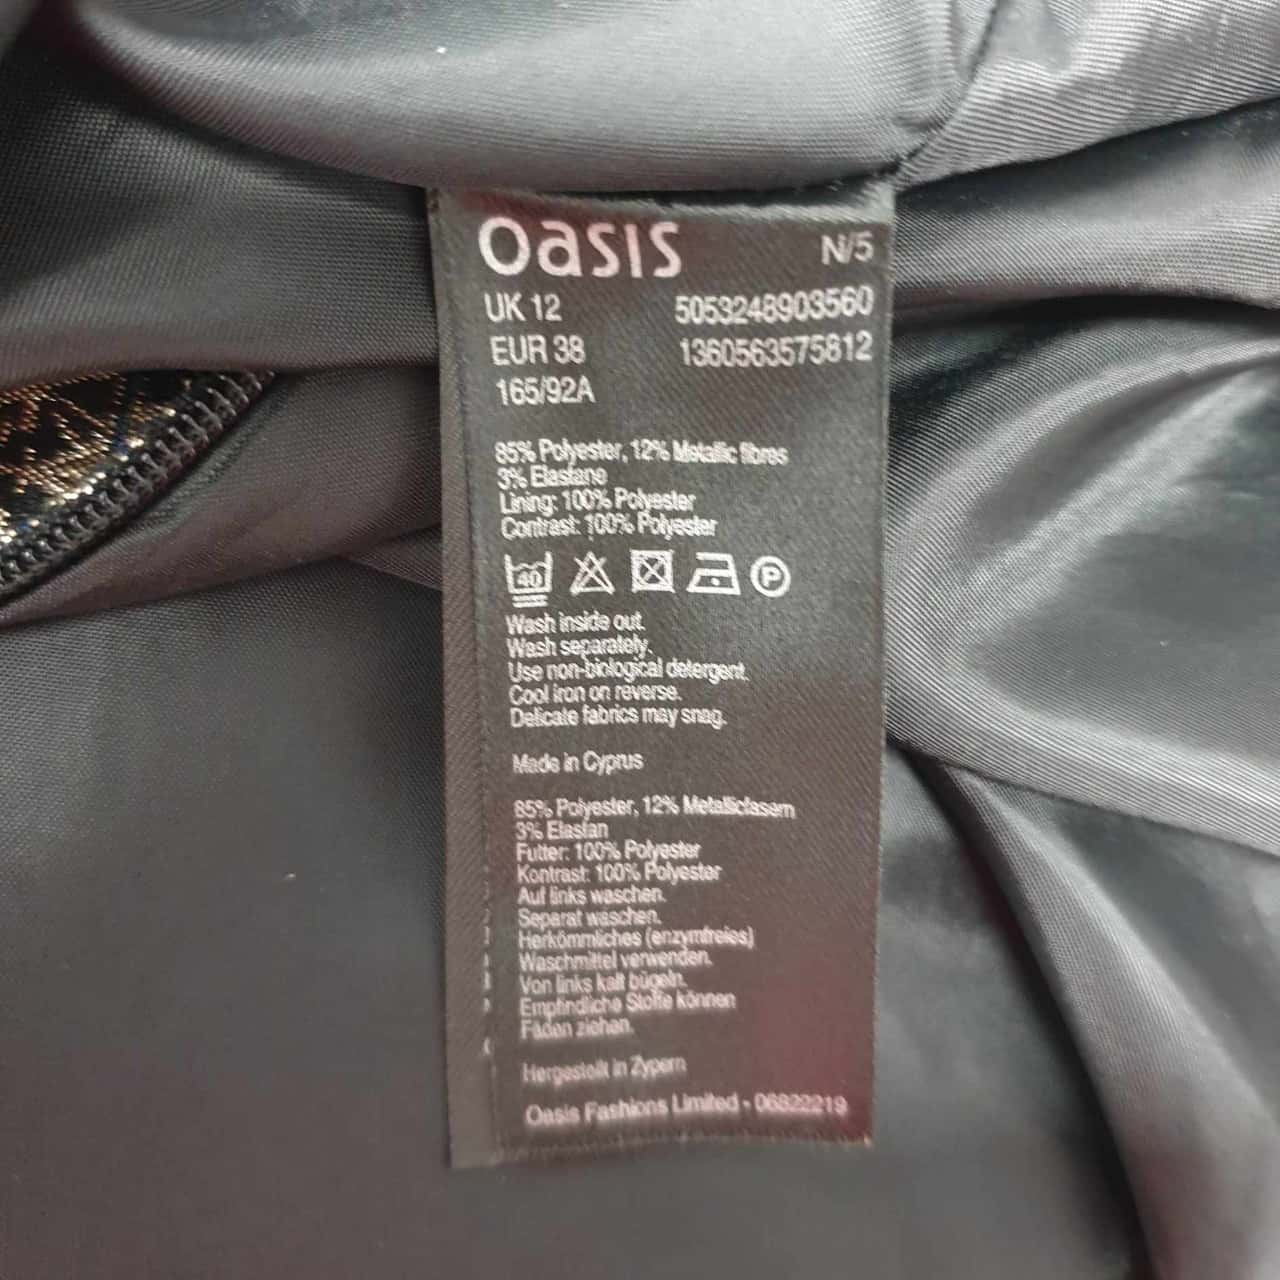 Oasis N/5
UK 12 5053248903560
EUR 38 1360563575812
165/92A
85% Polyester, 12% Metallic fibres
3% Elastane
Lining: 100% Polyester
Contrast: 100% Polyester
40 P
Wash inside out.
Wash separately.
Use non-biological detergent.
Cool iron on reverse.
Delicate fabrics may snag.
Made in Cyprus
85% Polyester, 12% Metallicfasern
3% Elastan
Futter: 100% Polyester
Kontrast: 100% Polyester
Auf links waschen.
Separat waschen.
Herkömmliches (enzymfreies)
Waschmittel verwenden.
Von links kalt bügeln.
Empfindliche Stoffe können
Fäden ziehen.
Hergestellt in Zypern
Oasis Fashions Limited - 06822219